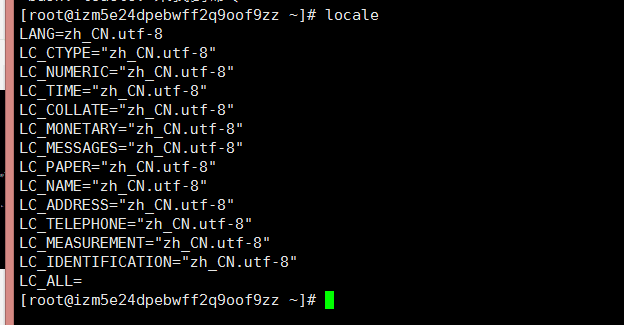 [root@izm5e24dpebwff2q9oof9zz ~]# locale
LANG=zh_CN.utf-8
LC_CTYPE="zh_CN.utf-8"
LC_NUMERIC="zh_CN.utf-8"
LC_TIME="zh_CN.utf-8"
LC_COLLATE="zh_CN.utf-8"
LC_MONETARY="zh_CN.utf-8"
LC_MESSAGES="zh_CN.utf-8"
LC_PAPER="zh_CN.utf-8"
LC_NAME="zh_CN.utf-8"
LC_ADDRESS="zh_CN.utf-8"
LC_TELEPHONE="zh_CN.utf-8"
LC_MEASUREMENT="zh_CN.utf-8"
LC_IDENTIFICATION="zh_CN.utf-8"
LC_ALL=
[root@izm5e24dpebwff2q9oof9zz ~]#